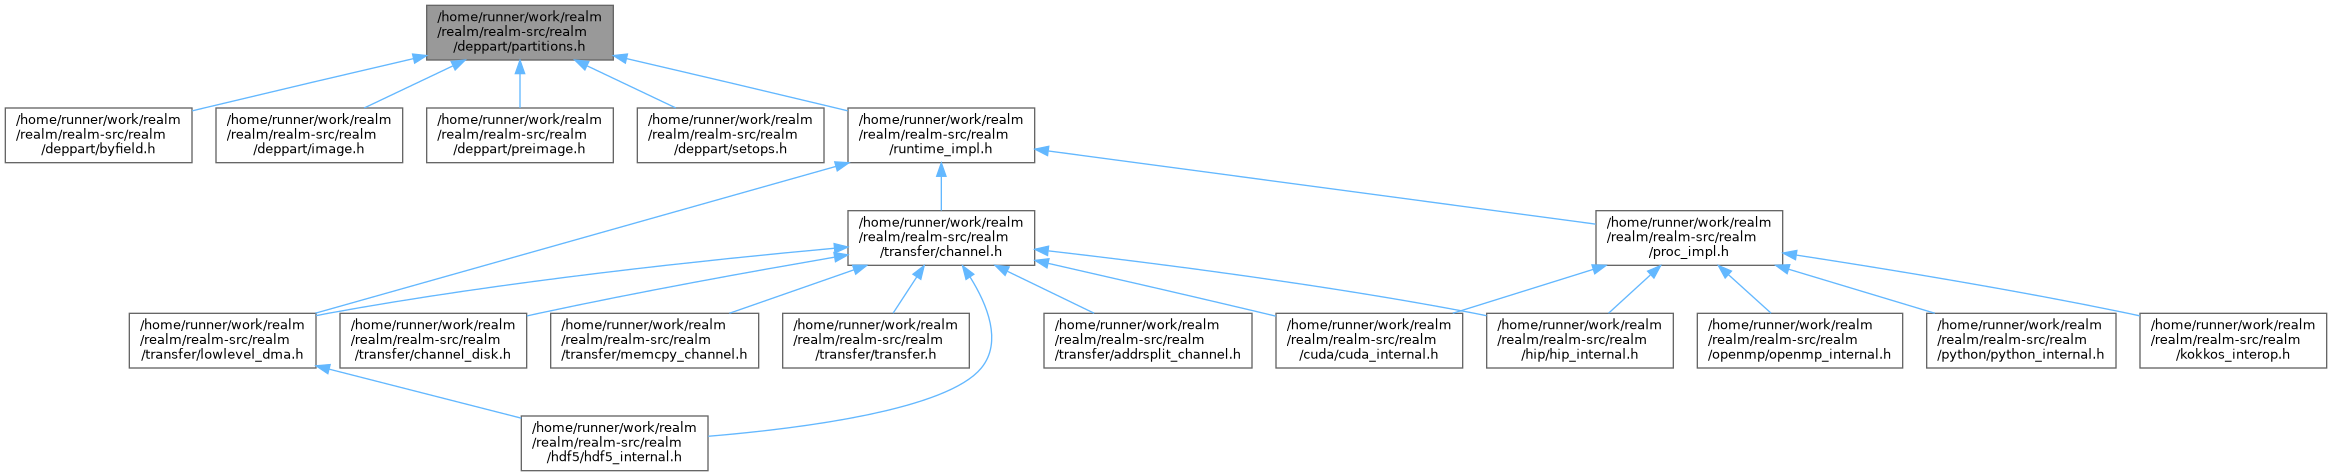 /home/runner/work/realm
/realm/realm-src/realm
/deppart/partitions.h
/home/runner/work/realm
/realm/realm-src/realm
/deppart/byfield.h
/home/runner/work/realm
/realm/realm-src/realm
/deppart/image.h
/home/runner/work/realm
/realm/realm-src/realm
/deppart/preimage.h
/home/runner/work/realm
/realm/realm-src/realm
/deppart/setops.h
/home/runner/work/realm
/realm/realm-src/realm
/runtime_impl.h
/home/runner/work/realm
/realm/realm-src/realm
/transfer/channel.h
/home/runner/work/realm
/realm/realm-src/realm
/proc_impl.h
/home/runner/work/realm
/realm/realm-src/realm
/transfer/lowlevel_dma.h
/home/runner/work/realm
/realm/realm-src/realm
/transfer/channel_disk.h
/home/runner/work/realm
/realm/realm-src/realm
/transfer/memcpy_channel.h
/home/runner/work/realm
/realm/realm-src/realm
/transfer/transfer.h
/home/runner/work/realm
/realm/realm-src/realm
/transfer/addrsplit_channel.h
/home/runner/work/realm
/realm/realm-src/realm
/cuda/cuda_internal.h
/home/runner/work/realm
/realm/realm-src/realm
/hip/hip_internal.h
/home/runner/work/realm
/realm/realm-src/realm
/openmp/openmp_internal.h
/home/runner/work/realm
/realm/realm-src/realm
/python/python_internal.h
/home/runner/work/realm
/realm/realm-src/realm
/kokkos_interop.h
/home/runner/work/realm
/realm/realm-src/realm
/hdf5/hdf5_internal.h